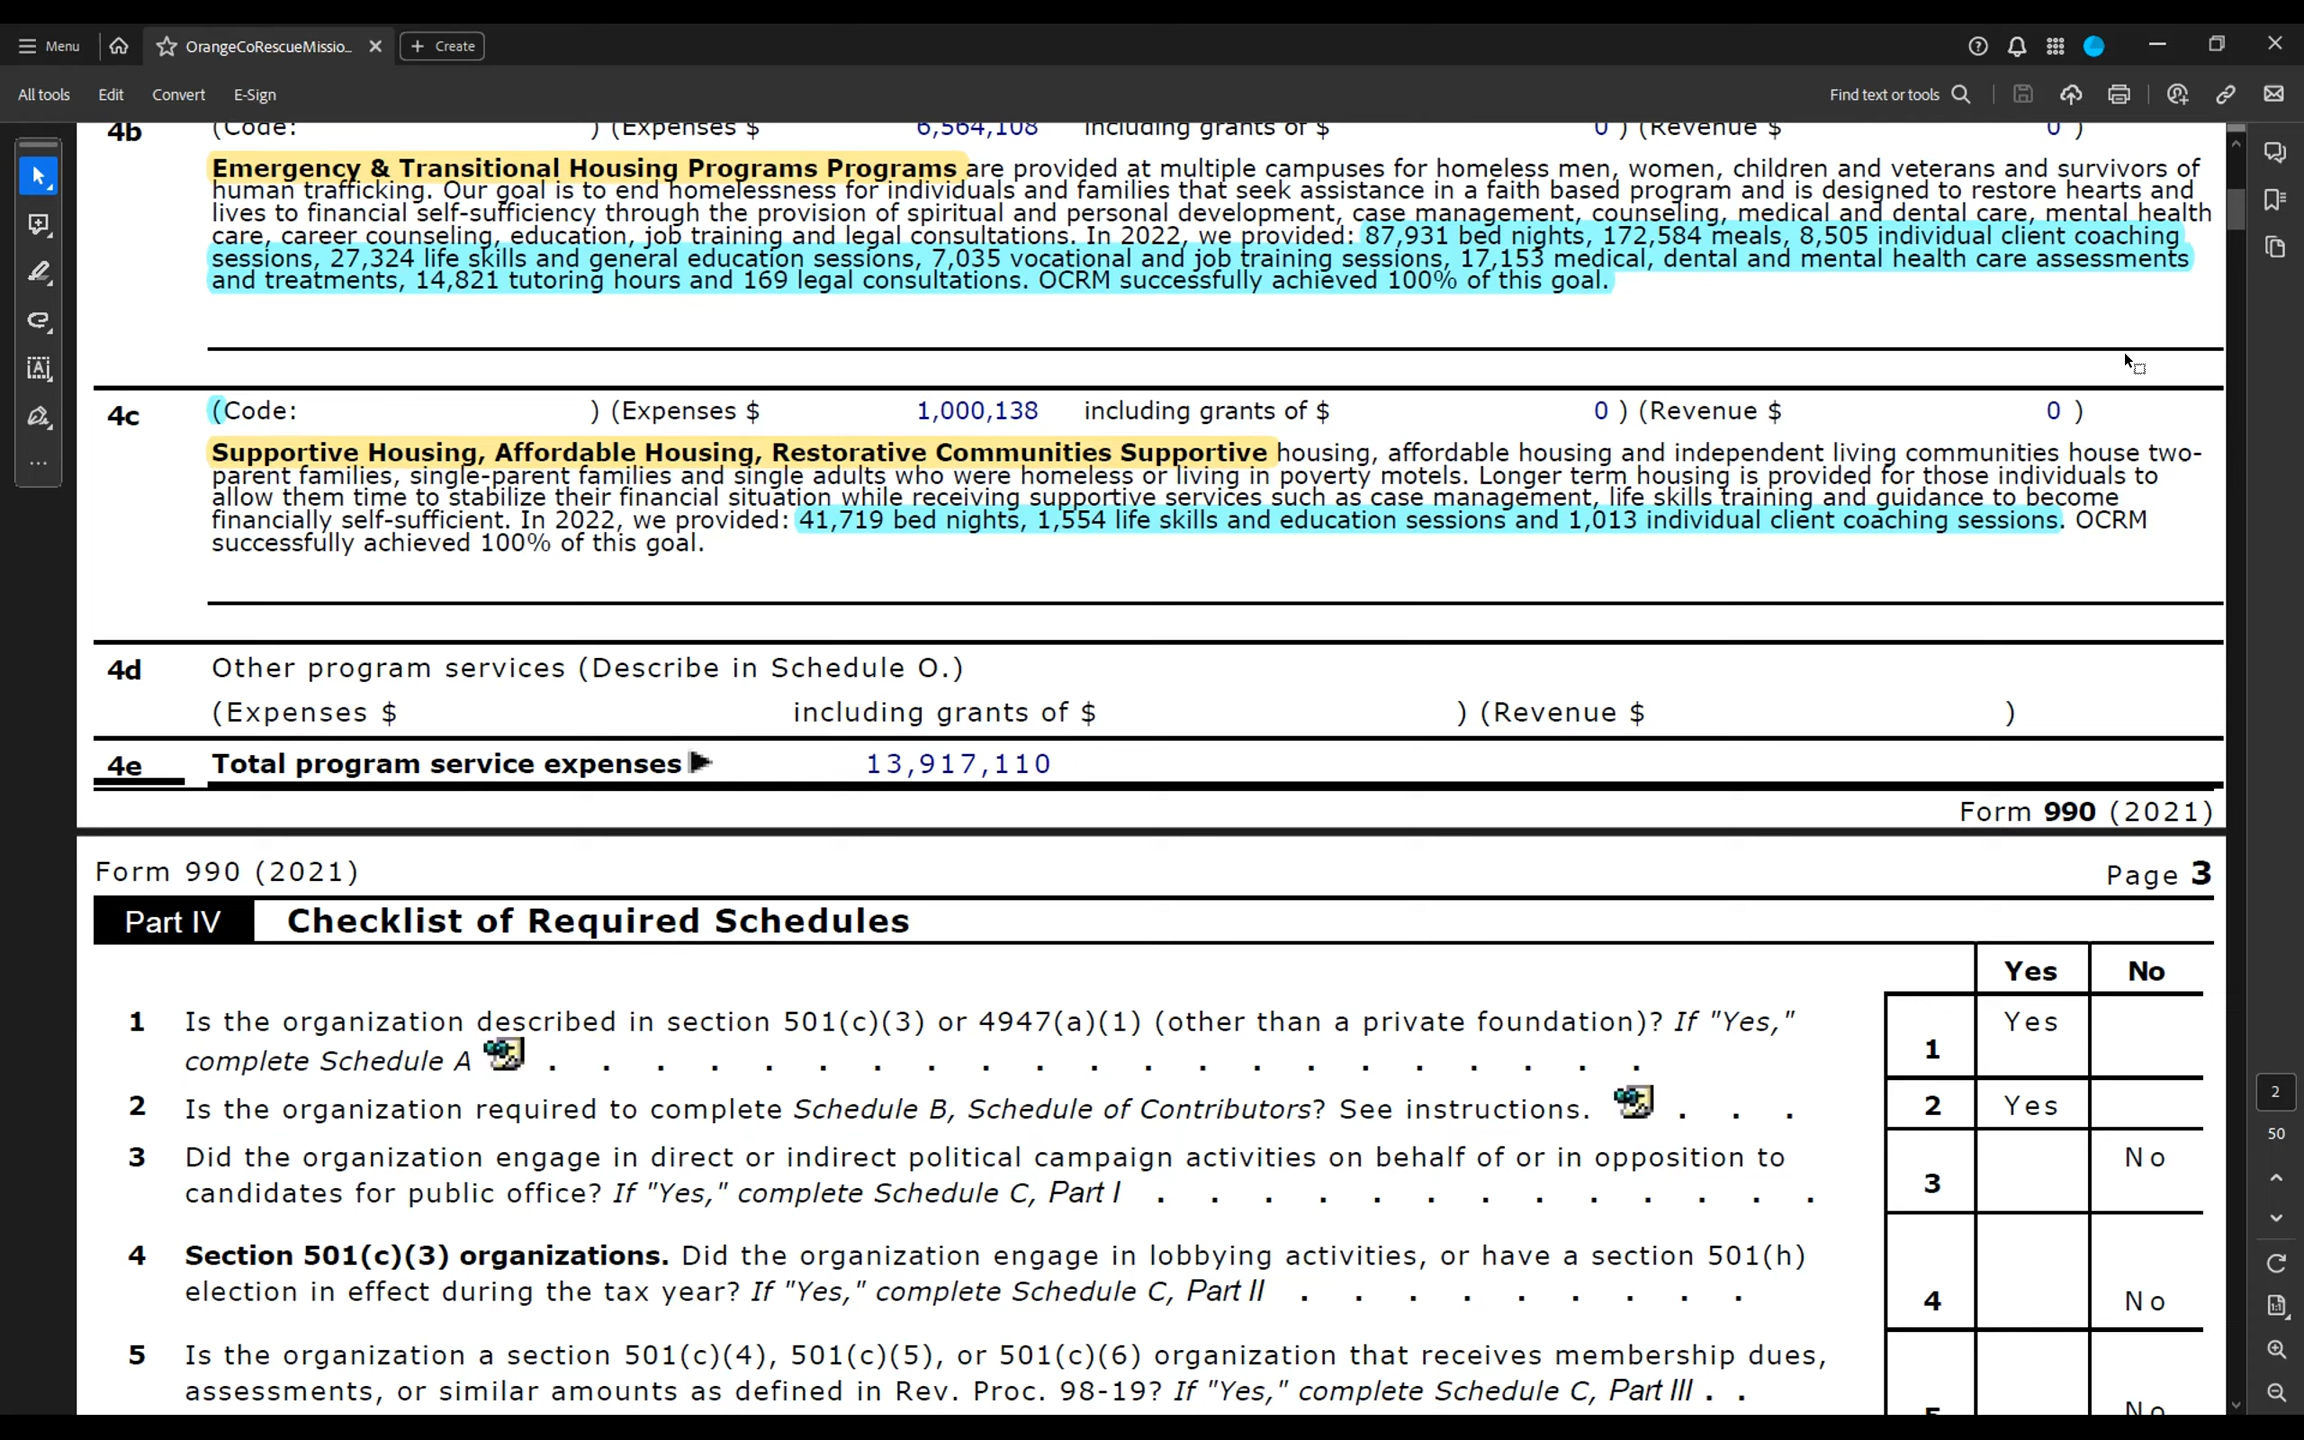 Menu
OrangeCoRescueMissio...
Create
All tools
Edit
Convert
E-Sign
Find text or tools
4b (Code: ) (Expenses $ 6,564,108 including grants of $ 0 ) (Revenue $ 0 )
Emergency & Transitional Housing Programs Programs are provided at multiple campuses for homeless men, women, children and veterans and survivors of
human trafficking. Our goal is to end homelessness for individuals and families that seek assistance in a faith based program and is designed to restore hearts and
lives to financial self-sufficiency through the provision of spiritual and personal development, case management, counseling, medical and dental care, mental health
care, career counseling, education, job training and legal consultations. In 2022, we provided: 87,931 bed nights, 172,584 meals, 8,505 individual client coaching
sessions, 27,324 life skills and general education sessions, 7,035 vocational and job training sessions, 17,153 medical, dental and mental health care assessments
and treatments, 14,821 tutoring hours and 169 legal consultations. OCRM successfully achieved 100% of this goal.
4c (Code: ) (Expenses $ 1,000,138 including grants of $ 0 ) (Revenue $ 0 )
Supportive Housing, Affordable Housing, Restorative Communities Supportive housing, affordable housing and independent living communities house two-
parent families, single-parent families and single adults who were homeless or living in poverty motels. Longer term housing is provided for those individuals to
allow them time to stabilize their financial situation while receiving supportive services such as case management, life skills training and guidance to become
financially self-sufficient. In 2022, we provided: 41,719 bed nights, 1,554 life skills and education sessions and 1,013 individual client coaching sessions. OCRM
successfully achieved 100% of this goal.
4d Other program services (Describe in Schedule O.)
(Expenses $ including grants of $ ) (Revenue $ )
4e Total program service expenses ▶ 13,917,110
Form 990 (2021)
Form 990 (2021) Page 3
Part IV Checklist of Required Schedules
Yes No
1 Is the organization described in section 501(c)(3) or 4947(a)(1) (other than a private foundation)? If "Yes," Yes
complete Schedule A . . . . . . . . . . . . . . . . . . . . . 1
2 Is the organization required to complete Schedule B, Schedule of Contributors? See instructions. . . . 2 Yes
3 Did the organization engage in direct or indirect political campaign activities on behalf of or in opposition to No
candidates for public office? If "Yes," complete Schedule C, Part I . . . . . . . . . . . . . 3
4 Section 501(c)(3) organizations. Did the organization engage in lobbying activities, or have a section 501(h)
election in effect during the tax year? If "Yes," complete Schedule C, Part II . . . . . . . . . 4 No
5 Is the organization a section 501(c)(4), 501(c)(5), or 501(c)(6) organization that receives membership dues,
assessments, or similar amounts as defined in Rev. Proc. 98-19? If "Yes," complete Schedule C, Part III . .
5 No
2
50